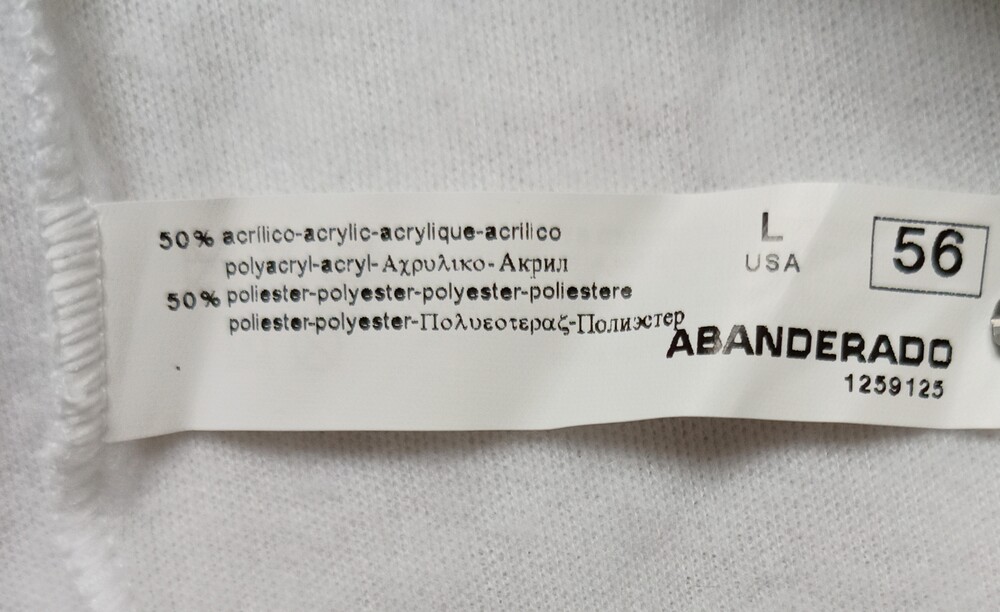 50% acrílico-acrylic-acrylique-acrilico
polyacryl-acryl-Αχρυλικο-Акрил
50% poliester-polyester-polyester-poliestere
poliester-polyester-Πολυεοτεραζ-Полиэстер
L
USA
56
ABANDERADO
1259125